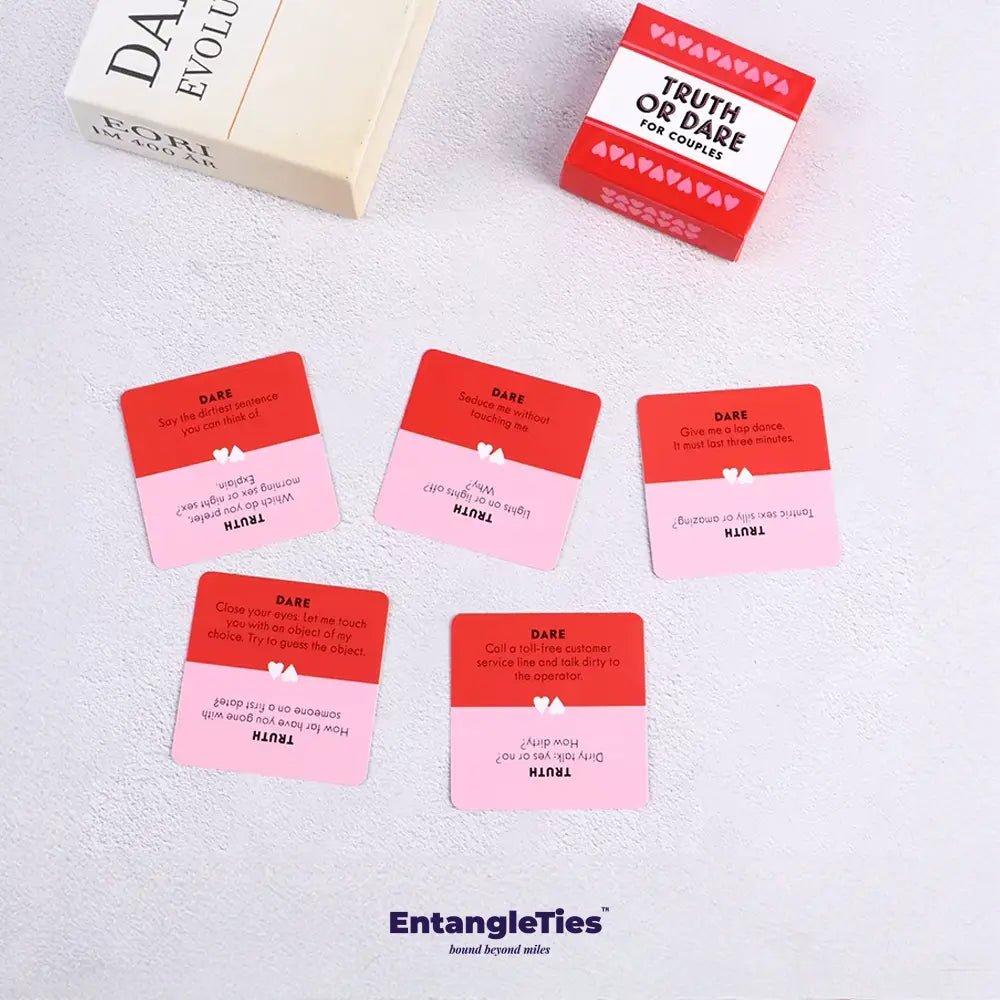 DA
EVOLU
EORI
IM 400 ÅR
TRUTH
OR DARE
FOR COUPLES
DARE
Say the dirtiest sentence
you can think of.
TRUTH
Which do you prefer,
morning sex or night sex?
Explain.
DARE
Seduce me without
touching me
TRUTH
Lights on or lights off?
Why?
DARE
Give me a lap dance.
It must last three minutes.
TRUTH
Tantric sex: silly or amazing?
DARE
Close your eyes. Let me touch
you with an object of my
choice. Try to guess the object.
TRUTH
How far have you gone with
someone on a first date?
DARE
Call a toll-free customer
service line and talk dirty to
the operator.
TRUTH
Dirty talk: yes or no?
How dirty?
EntangleTies™
bound beyond miles